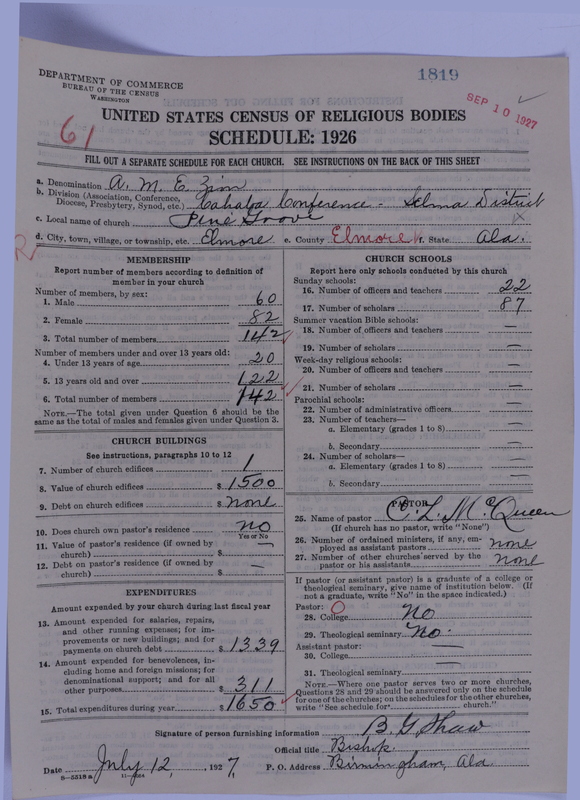 1819
SEP 10 1927
DEPARTMENT OF COMMERCE
BUREAU OF THE CENSUS
WASHINGTON
61
UNITED STATES CENSUS OF RELIGIOUS BODIES
SCHEDULE: 1926
FILL OUT A SEPARATE SCHEDULE FOR EACH CHURCH. SEE INSTRUCTIONS ON THE BACK OF THIS SHEET
a. Denomination A. M. E. Zion
b. Division (Association, Conference, Diocese, Presbytery, Synod, etc.) Cahaba Conference - Selma District
c. Local name of church Pine Grove
d. City, town, village, or township, etc. Elmore e. County Elmore f. State Ala.
R
MEMBERSHIP
Report number of members according to definition of
member in your church
Number of members, by sex:
1. Male 60
2. Female 82
3. Total number of members 142
Number of members under and over 13 years old:
4. Under 13 years of age 20
5. 13 years old and over 122
6. Total number of members 142
NOTE.—The total given under Question 6 should be the
same as the total of males and females given under Question 3.
CHURCH BUILDINGS
See instructions, paragraphs 10 to 12
7. Number of church edifices 1
8. Value of church edifices $ 1500
9. Debt on church edifices $ none
10. Does church own pastor's residence no
Yes or No
11. Value of pastor's residence (if owned by
church) $ —
12. Debt on pastor's residence (if owned by
church) $ —
EXPENDITURES
Amount expended by your church during last fiscal year
13. Amount expended for salaries, repairs,
and other running expenses; for im-
provements or new buildings; and for
payments on church debt $ 1339
14. Amount expended for benevolences, in-
cluding home and foreign missions; for
denominational support; and for all
other purposes $ 311
15. Total expenditures during year $ 1650
CHURCH SCHOOLS
Report here only schools conducted by this church
Sunday schools:
16. Number of officers and teachers 22
17. Number of scholars 87
Summer vacation Bible schools:
18. Number of officers and teachers —
19. Number of scholars —
Week-day religious schools:
20. Number of officers and teachers —
21. Number of scholars —
Parochial schools:
22. Number of administrative officers —
23. Number of teachers—
a. Elementary (grades 1 to 8) —
b. Secondary —
24. Number of scholars—
a. Elementary (grades 1 to 8) —
b. Secondary —
PASTOR
25. Name of pastor C. L. McQueen
(If church has no pastor, write "None")
26. Number of ordained ministers, if any, em-
ployed as assistant pastors none
27. Number of other churches served by the
pastor or his assistants none
If pastor (or assistant pastor) is a graduate of a college or
theological seminary, give name of institution below. (If
not a graduate, write "No" in the space indicated.)
Pastor: O
28. College No
29. Theological seminary No.
Assistant pastor:
30. College —
31. Theological seminary —
NOTE.—Where one pastor serves two or more churches,
Questions 28 and 29 should be answered only on the schedule
for one of the churches; on the schedules for the other churches,
write "See schedule for church."
Signature of person furnishing information B. G. Shaw
Official title Bishop.
Date July 12, 1927, P. O. Address Birmingham, Ala.
8-5518a